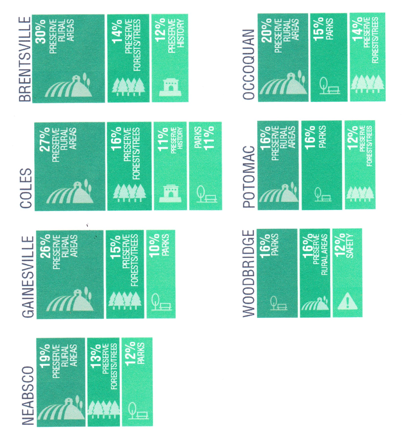 BRENTSVILLE
30%
PRESERVE
RURAL
AREAS
14%
PRESERVE
FORESTS/TREES
12%
PRESERVE
HISTORY
COLES
27%
PRESERVE
RURAL
AREAS
16%
PRESERVE
FORESTS/TREES
11%
PRESERVE
HISTORY
PARKS
11%
GAINESVILLE
26%
PRESERVE
RURAL
AREAS
15%
PRESERVE
FORESTS/TREES
10%
PARKS
NEABSCO
19%
PRESERVE
RURAL
AREAS
13%
PRESERVE
FORESTS/TREES
12%
PARKS
OCCOQUAN
20%
PRESERVE
RURAL
AREAS
15%
PARKS
14%
PRESERVE
FORESTS/TREES
POTOMAC
16%
PRESERVE
RURAL
AREAS
16%
PARKS
12%
PRESERVE
FORESTS/TREES
WOODBRIDGE
16%
PARKS
16%
PRESERVE
RURAL AREAS
12%
SAFETY